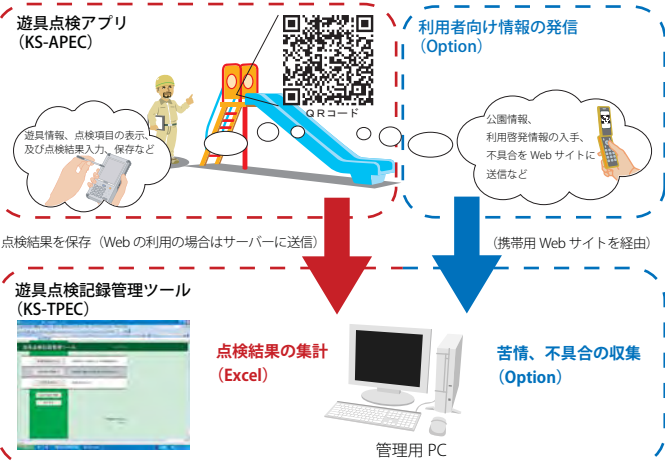 遊具点検アプリ
（KS-APEC）
QRコード
利用者向け情報の発信
（Option）
遊具情報、点検項目の表示、
及び点検結果入力、保存など
公園情報、
利用啓発情報の入手、
不具合を Web サイトに
送信など
点検結果を保存（Web の利用の場合はサーバーに送信）
（携帯用 Web サイトを経由）
遊具点検記録管理ツール
（KS-TPEC）
点検結果の集計
（Excel）
苦情、不具合の収集
（Option）
管理用 PC